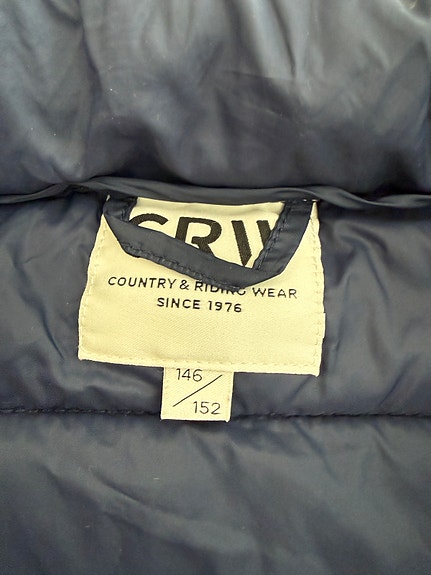 CRW
COUNTRY & RIDING WEAR
SINCE 1976
146
152